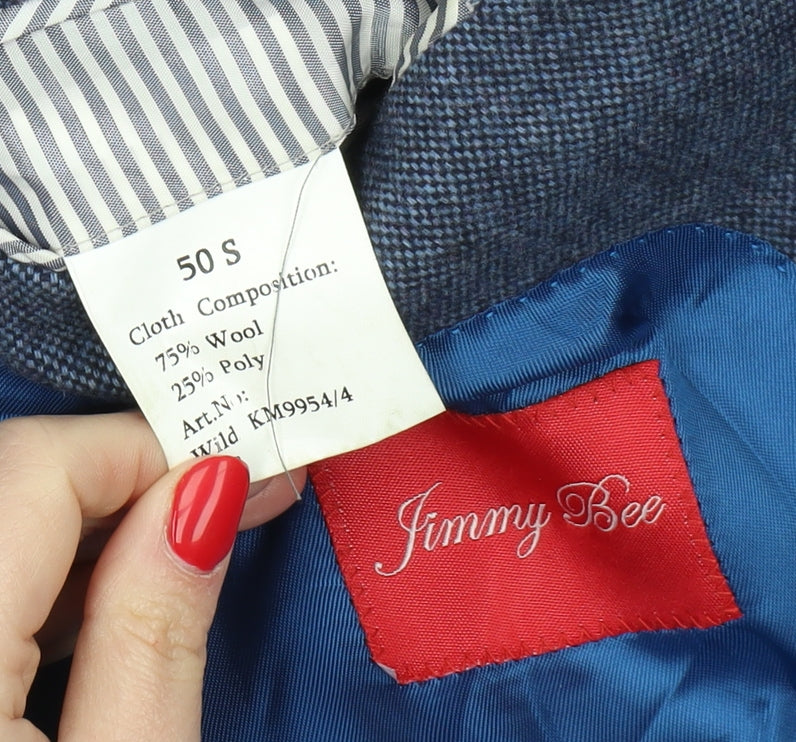 50 S
Cloth Composition:
75% Wool
25% Poly
Art.No:
Wild KM9954/4
Jimmy Bee